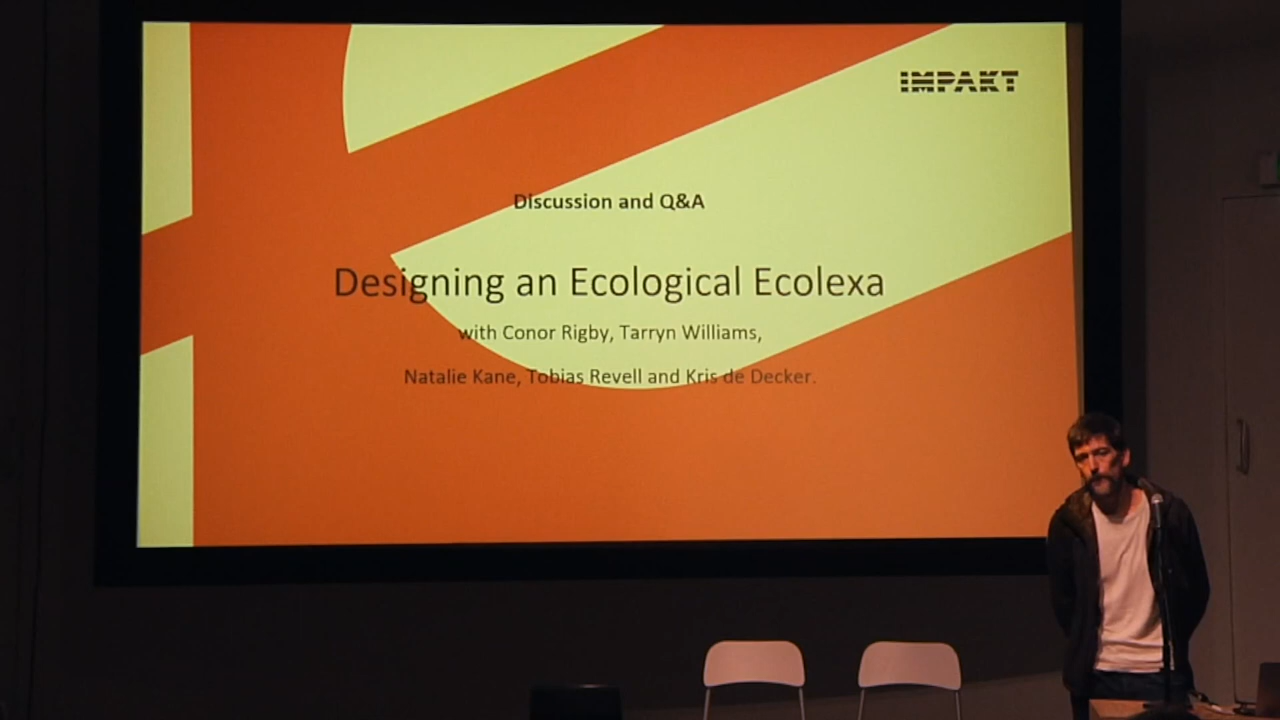 IMPAKT
Discussion and Q&A
Designing an Ecological Ecolexa
with Conor Rigby, Tarryn Williams,
Natalie Kane, Tobias Revell and Kris de Decker.